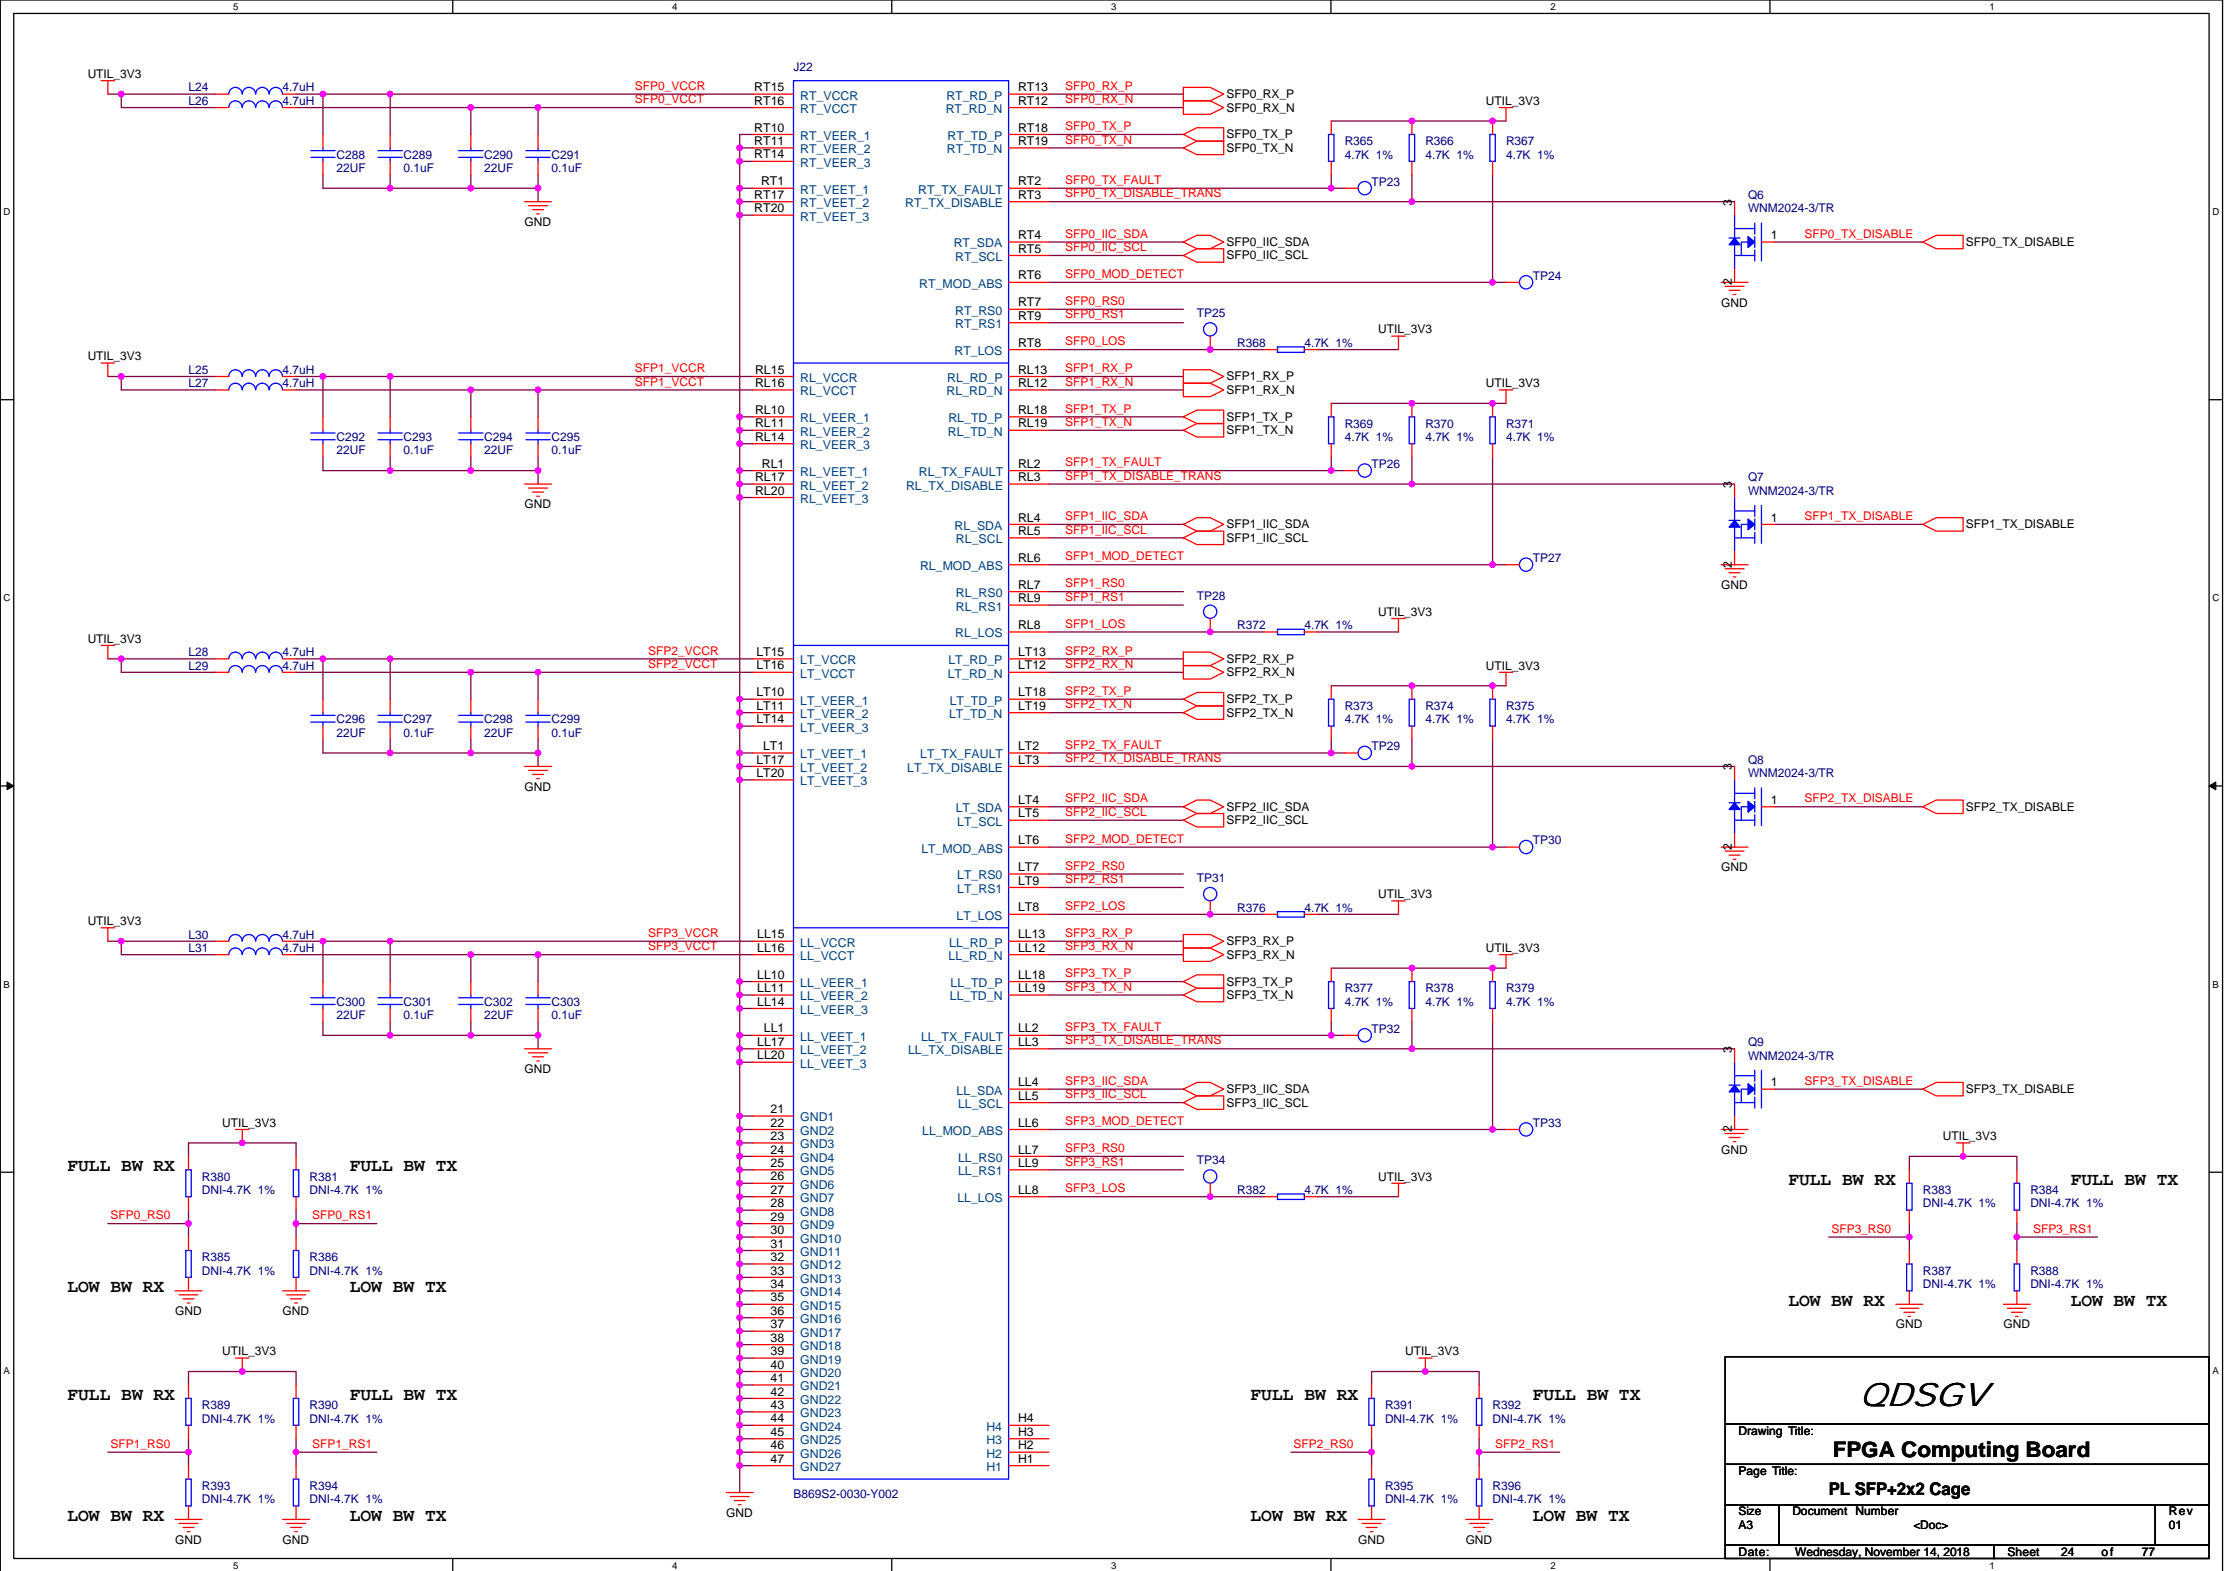 5 4 3 2 1
UTIL_3V3
L24 4.7uH SFP0_VCCR RT15
L26 4.7uH SFP0_VCCT RT16
C288 22UF
C289 0.1uF
C290 22UF
C291 0.1uF
GND
UTIL_3V3
L25 4.7uH SFP1_VCCR RL15
L27 4.7uH SFP1_VCCT RL16
C292 22UF
C293 0.1uF
C294 22UF
C295 0.1uF
GND
UTIL_3V3
L28 4.7uH SFP2_VCCR LT15
L29 4.7uH SFP2_VCCT LT16
C296 22UF
C297 0.1uF
C298 22UF
C299 0.1uF
GND
UTIL_3V3
L30 4.7uH SFP3_VCCR LL15
L31 4.7uH SFP3_VCCT LL16
C300 22UF
C301 0.1uF
C302 22UF
C303 0.1uF
GND
J22
RT_VCCR
RT_VCCT
RT10 RT_VEER_1
RT11 RT_VEER_2
RT14 RT_VEER_3
RT1 RT_VEET_1
RT17 RT_VEET_2
RT20 RT_VEET_3
RT_RD_P RT13 SFP0_RX_P SFP0_RX_P
RT_RD_N RT12 SFP0_RX_N SFP0_RX_N
RT_TD_P RT18 SFP0_TX_P SFP0_TX_P
RT_TD_N RT19 SFP0_TX_N SFP0_TX_N
RT_TX_FAULT RT2 SFP0_TX_FAULT TP23
RT_TX_DISABLE RT3 SFP0_TX_DISABLE_TRANS
RT_SDA RT4 SFP0_IIC_SDA SFP0_IIC_SDA
RT_SCL RT5 SFP0_IIC_SCL SFP0_IIC_SCL
RT_MOD_ABS RT6 SFP0_MOD_DETECT TP24
RT_RS0 RT7 SFP0_RS0
RT_RS1 RT9 SFP0_RS1
RT_LOS RT8 SFP0_LOS TP25 R368 4.7K 1% UTIL_3V3
UTIL_3V3
R365 4.7K 1%
R366 4.7K 1%
R367 4.7K 1%
Q6
WNM2024-3/TR
3 1 2 SFP0_TX_DISABLE SFP0_TX_DISABLE
GND
RL_VCCR
RL_VCCT
RL10 RL_VEER_1
RL11 RL_VEER_2
RL14 RL_VEER_3
RL1 RL_VEET_1
RL17 RL_VEET_2
RL20 RL_VEET_3
RL_RD_P RL13 SFP1_RX_P SFP1_RX_P
RL_RD_N RL12 SFP1_RX_N SFP1_RX_N
RL_TD_P RL18 SFP1_TX_P SFP1_TX_P
RL_TD_N RL19 SFP1_TX_N SFP1_TX_N
RL_TX_FAULT RL2 SFP1_TX_FAULT TP26
RL_TX_DISABLE RL3 SFP1_TX_DISABLE_TRANS
RL_SDA RL4 SFP1_IIC_SDA SFP1_IIC_SDA
RL_SCL RL5 SFP1_IIC_SCL SFP1_IIC_SCL
RL_MOD_ABS RL6 SFP1_MOD_DETECT TP27
RL_RS0 RL7 SFP1_RS0
RL_RS1 RL9 SFP1_RS1
RL_LOS RL8 SFP1_LOS TP28 R372 4.7K 1% UTIL_3V3
UTIL_3V3
R369 4.7K 1%
R370 4.7K 1%
R371 4.7K 1%
Q7
WNM2024-3/TR
3 1 2 SFP1_TX_DISABLE SFP1_TX_DISABLE
GND
LT_VCCR
LT_VCCT
LT10 LT_VEER_1
LT11 LT_VEER_2
LT14 LT_VEER_3
LT1 LT_VEET_1
LT17 LT_VEET_2
LT20 LT_VEET_3
LT_RD_P LT13 SFP2_RX_P SFP2_RX_P
LT_RD_N LT12 SFP2_RX_N SFP2_RX_N
LT_TD_P LT18 SFP2_TX_P SFP2_TX_P
LT_TD_N LT19 SFP2_TX_N SFP2_TX_N
LT_TX_FAULT LT2 SFP2_TX_FAULT TP29
LT_TX_DISABLE LT3 SFP2_TX_DISABLE_TRANS
LT_SDA LT4 SFP2_IIC_SDA SFP2_IIC_SDA
LT_SCL LT5 SFP2_IIC_SCL SFP2_IIC_SCL
LT_MOD_ABS LT6 SFP2_MOD_DETECT TP30
LT_RS0 LT7 SFP2_RS0
LT_RS1 LT9 SFP2_RS1
LT_LOS LT8 SFP2_LOS TP31 R376 4.7K 1% UTIL_3V3
UTIL_3V3
R373 4.7K 1%
R374 4.7K 1%
R375 4.7K 1%
Q8
WNM2024-3/TR
3 1 2 SFP2_TX_DISABLE SFP2_TX_DISABLE
GND
LL_VCCR
LL_VCCT
LL10 LL_VEER_1
LL11 LL_VEER_2
LL14 LL_VEER_3
LL1 LL_VEET_1
LL17 LL_VEET_2
LL20 LL_VEET_3
LL_RD_P LL13 SFP3_RX_P SFP3_RX_P
LL_RD_N LL12 SFP3_RX_N SFP3_RX_N
LL_TD_P LL18 SFP3_TX_P SFP3_TX_P
LL_TD_N LL19 SFP3_TX_N SFP3_TX_N
LL_TX_FAULT LL2 SFP3_TX_FAULT TP32
LL_TX_DISABLE LL3 SFP3_TX_DISABLE_TRANS
LL_SDA LL4 SFP3_IIC_SDA SFP3_IIC_SDA
LL_SCL LL5 SFP3_IIC_SCL SFP3_IIC_SCL
LL_MOD_ABS LL6 SFP3_MOD_DETECT TP33
LL_RS0 LL7 SFP3_RS0
LL_RS1 LL9 SFP3_RS1
LL_LOS LL8 SFP3_LOS TP34 R382 4.7K 1% UTIL_3V3
UTIL_3V3
R377 4.7K 1%
R378 4.7K 1%
R379 4.7K 1%
Q9
WNM2024-3/TR
3 1 2 SFP3_TX_DISABLE SFP3_TX_DISABLE
GND
21 GND1
22 GND2
23 GND3
24 GND4
25 GND5
26 GND6
27 GND7
28 GND8
29 GND9
30 GND10
31 GND11
32 GND12
33 GND13
34 GND14
35 GND15
36 GND16
37 GND17
38 GND18
39 GND19
40 GND20
41 GND21
42 GND22
43 GND23
44 GND24
45 GND25
46 GND26
47 GND27
H4 H4
H3 H3
H2 H2
H1 H1
B869S2-0030-Y002
GND
UTIL_3V3
FULL BW RX R380 DNI-4.7K 1% R381 DNI-4.7K 1% FULL BW TX
SFP0_RS0 SFP0_RS1
LOW BW RX R385 DNI-4.7K 1% R386 DNI-4.7K 1% LOW BW TX
GND GND
UTIL_3V3
FULL BW RX R389 DNI-4.7K 1% R390 DNI-4.7K 1% FULL BW TX
SFP1_RS0 SFP1_RS1
LOW BW RX R393 DNI-4.7K 1% R394 DNI-4.7K 1% LOW BW TX
GND GND
UTIL_3V3
FULL BW RX R391 DNI-4.7K 1% R392 DNI-4.7K 1% FULL BW TX
SFP2_RS0 SFP2_RS1
LOW BW RX R395 DNI-4.7K 1% R396 DNI-4.7K 1% LOW BW TX
GND GND
UTIL_3V3
FULL BW RX R383 DNI-4.7K 1% R384 DNI-4.7K 1% FULL BW TX
SFP3_RS0 SFP3_RS1
LOW BW RX R387 DNI-4.7K 1% R388 DNI-4.7K 1% LOW BW TX
GND GND
D D
C C
B B
A A
QDSGV
Drawing Title:
FPGA Computing Board
Page Title:
PL SFP+2x2 Cage
Size Document Number Rev
A3 <Doc> 01
Date: Wednesday, November 14, 2018 Sheet 24 of 77
5 4 3 2 1